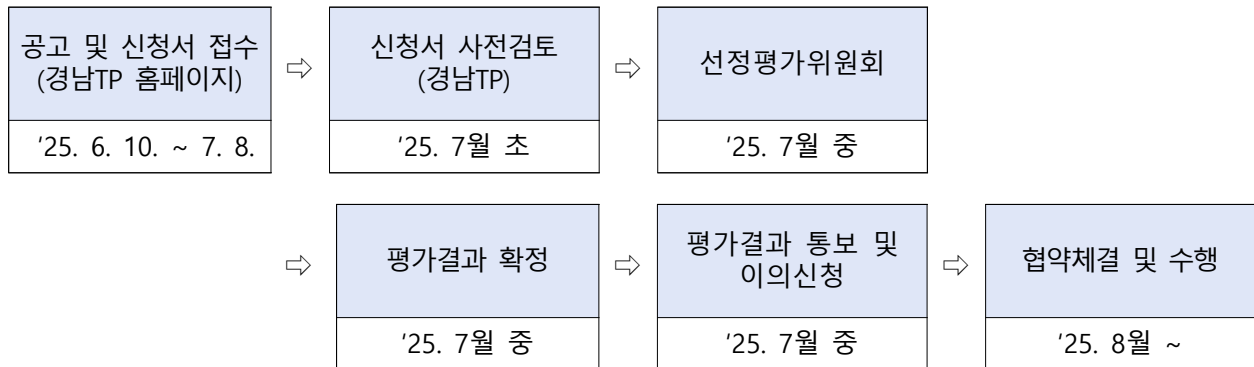 공고 및 신청서 접수
(경남TP 홈페이지)
'25. 6. 10. ~ 7. 8.
⇨
신청서 사전검토
(경남TP)
'25. 7월 초
⇨
선정평가위원회
'25. 7월 중
⇨
평가결과 확정
'25. 7월 중
⇨
평가결과 통보 및
이의신청
'25. 7월 중
⇨
협약체결 및 수행
'25. 8월 ~